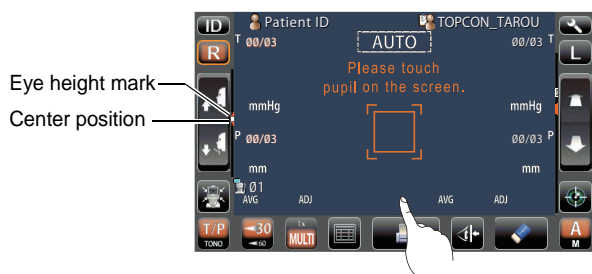 ID
Patient ID
TOPCON_TAROU
R
T 00/03
AUTO
00/03 T
L
Please touch
pupil on the screen.
Eye height mark
mmHg
mmHg
Center position
P 00/03
00/03 P
mm
mm
01
AVG ADJ
AVG ADJ
T/P
TONO
30
60
1x
MULTI
A
M